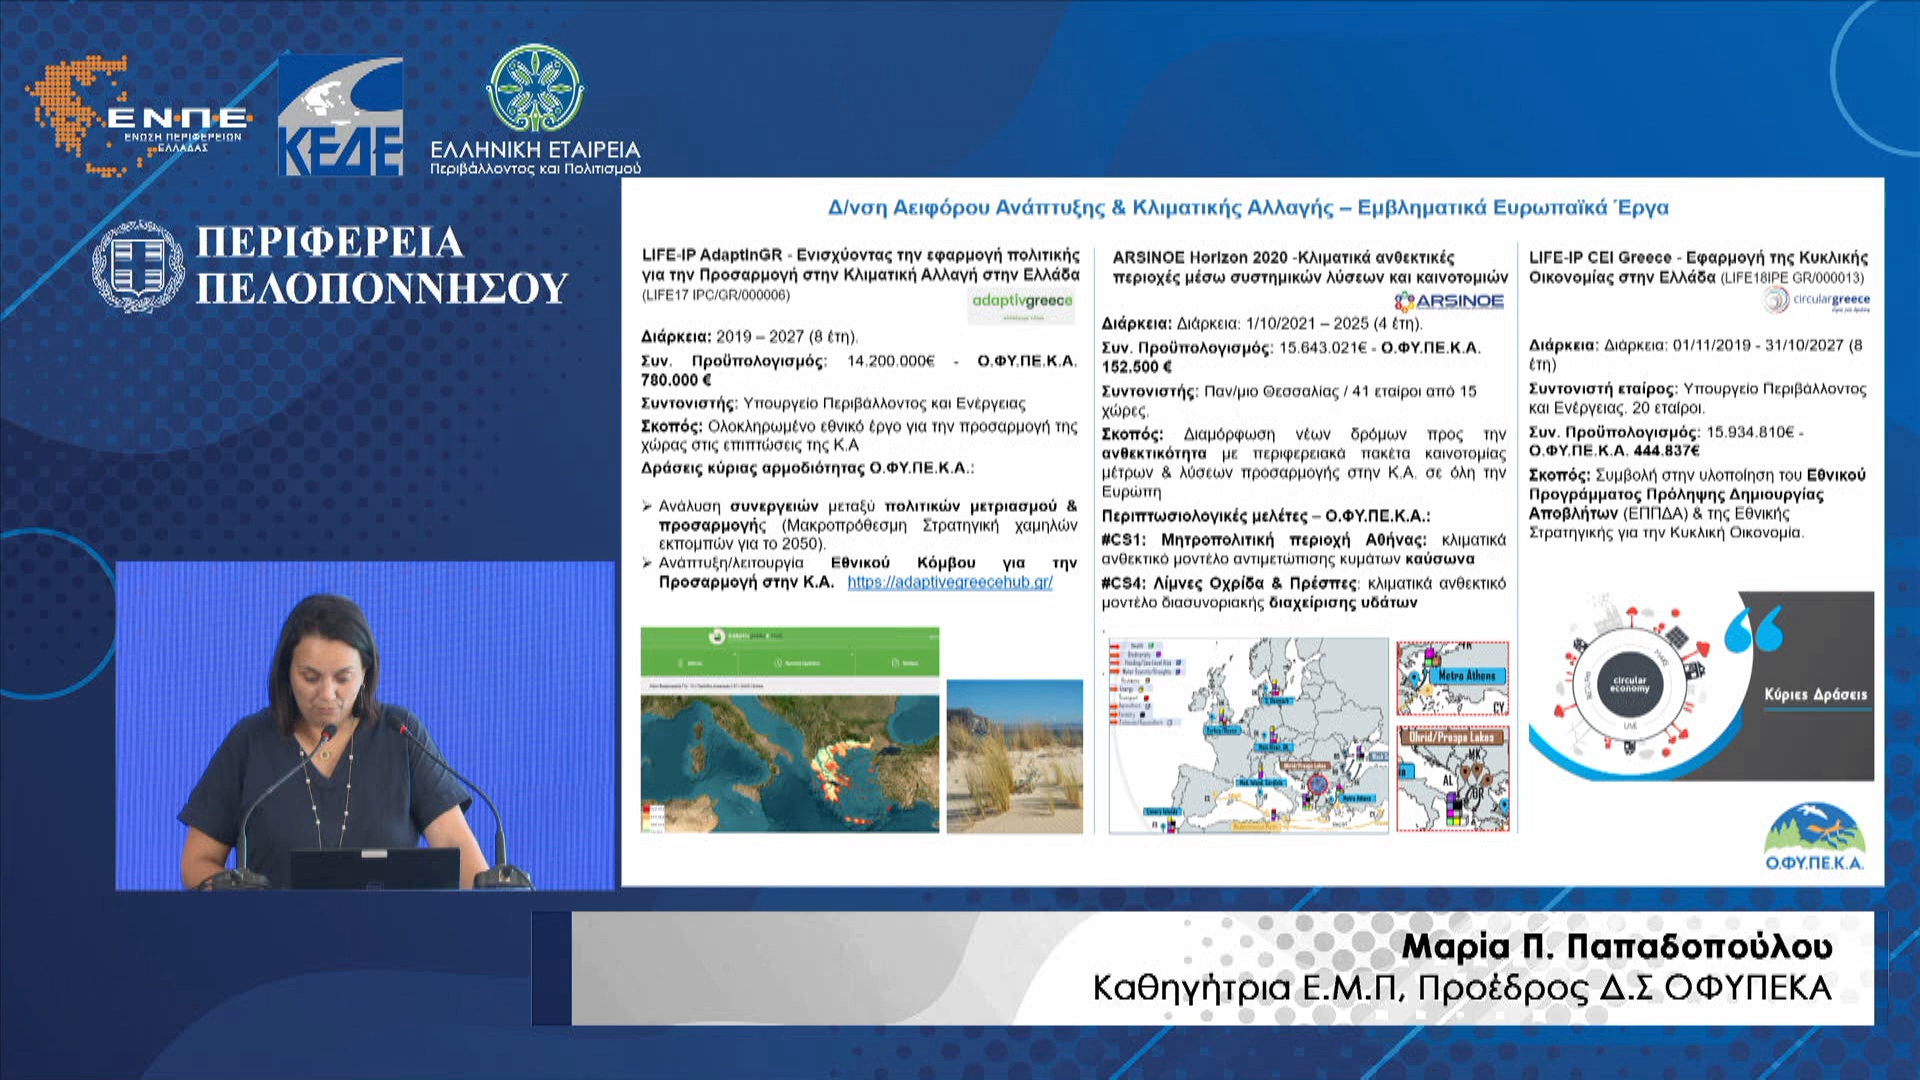 ΕΝΠΕ
ΕΝΩΣΗ ΠΕΡΙΦΕΡΕΙΩΝ
ΕΛΛΑΔΑΣ
ΚΕΔΕ
ΕΛΛΗΝΙΚΗ ΕΤΑΙΡΕΙΑ
Περιβάλλοντος και Πολιτισμού
ΠΕΡΙΦΕΡΕΙΑ
ΠΕΛΟΠΟΝΝΗΣΟΥ
Δ/νση Αειφόρου Ανάπτυξης & Κλιματικής Αλλαγής – Εμβληματικά Ευρωπαϊκά Έργα
LIFE-IP AdaptInGR - Ενισχύοντας την εφαρμογή πολιτικής
για την Προσαρμογή στην Κλιματική Αλλαγή στην Ελλάδα
(LIFE17 IPC/GR/000006)
adaptivgreece
Διάρκεια: 2019 – 2027 (8 έτη).
Συν. Προϋπολογισμός: 14.200.000€ - Ο.ΦΥ.ΠΕ.Κ.Α.
780.000 €
Συντονιστής: Υπουργείο Περιβάλλοντος και Ενέργειας
Σκοπός: Ολοκληρωμένο εθνικό έργο για την προσαρμογή της
χώρας στις επιπτώσεις της Κ.Α
Δράσεις κύριας αρμοδιότητας Ο.ΦΥ.ΠΕ.Κ.Α.:
➢ Ανάλυση συνεργειών μεταξύ πολιτικών μετριασμού &
προσαρμογής (Μακροπρόθεσμη Στρατηγική χαμηλών
εκπομπών για το 2050).
➢ Ανάπτυξη/λειτουργία Εθνικού Κόμβου για την
Προσαρμογή στην Κ.Α. https://adaptivegreecehub.gr/
ARSINOE Horizon 2020 -Κλιματικά ανθεκτικές
περιοχές μέσω συστημικών λύσεων και καινοτομιών
ARSINOE
Διάρκεια: Διάρκεια: 1/10/2021 – 2025 (4 έτη).
Συν. Προϋπολογισμός: 15.643.021€ - Ο.ΦΥ.ΠΕ.Κ.Α.
152.500 €
Συντονιστής: Παν/μιο Θεσσαλίας / 41 εταίροι από 15
χώρες.
Σκοπός: Διαμόρφωση νέων δρόμων προς την
ανθεκτικότητα με περιφερειακά πακέτα καινοτομίας
μέτρων & λύσεων προσαρμογής στην Κ.Α. σε όλη την
Ευρώπη
Περιπτωσιολογικές μελέτες – Ο.ΦΥ.ΠΕ.Κ.Α.:
#CS1: Μητροπολιτική περιοχή Αθήνας: κλιματικά
ανθεκτικό μοντέλο αντιμετώπισης κυμάτων καύσωνα
#CS4: Λίμνες Οχρίδα & Πρέσπες: κλιματικά ανθεκτικό
μοντέλο διασυνοριακής διαχείρισης υδάτων
Metro Athens
CY
Ohrid/Prespa Lakes
MK
AL
GR
LIFE-IP CEI Greece - Εφαρμογή της Κυκλικής
Οικονομίας στην Ελλάδα (LIFE18IPE GR/000013)
circulargreece
Διάρκεια: Διάρκεια: 01/11/2019 - 31/10/2027 (8
έτη)
Συντονιστή εταίρος: Υπουργείο Περιβάλλοντος
και Ενέργειας. 20 εταίροι.
Συν. Προϋπολογισμός: 15.934.810€ -
Ο.ΦΥ.ΠΕ.Κ.Α. 444.837€
Σκοπός: Συμβολή στην υλοποίηση του Εθνικού
Προγράμματος Πρόληψης Δημιουργίας
Αποβλήτων (ΕΠΠΔΑ) & της Εθνικής
Στρατηγικής για την Κυκλική Οικονομία.
circular
economy
Κύριες Δράσεις
Ο.ΦΥ.ΠΕ.Κ.Α.
Μαρία Π. Παπαδοπούλου
Καθηγήτρια Ε.Μ.Π, Προέδρος Δ.Σ ΟΦΥΠΕΚΑ